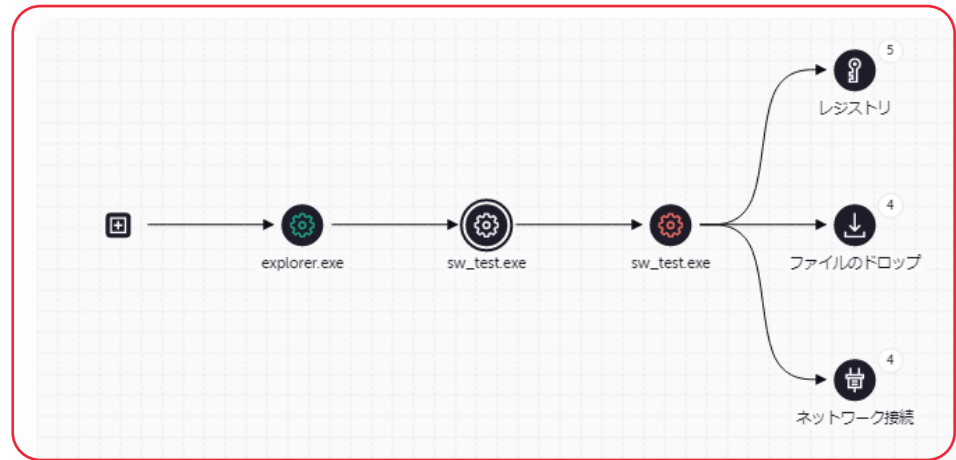 5
レジストリ
explorer.exe
sw_test.exe
sw_test.exe
4
ファイルのドロップ
4
ネットワーク接続